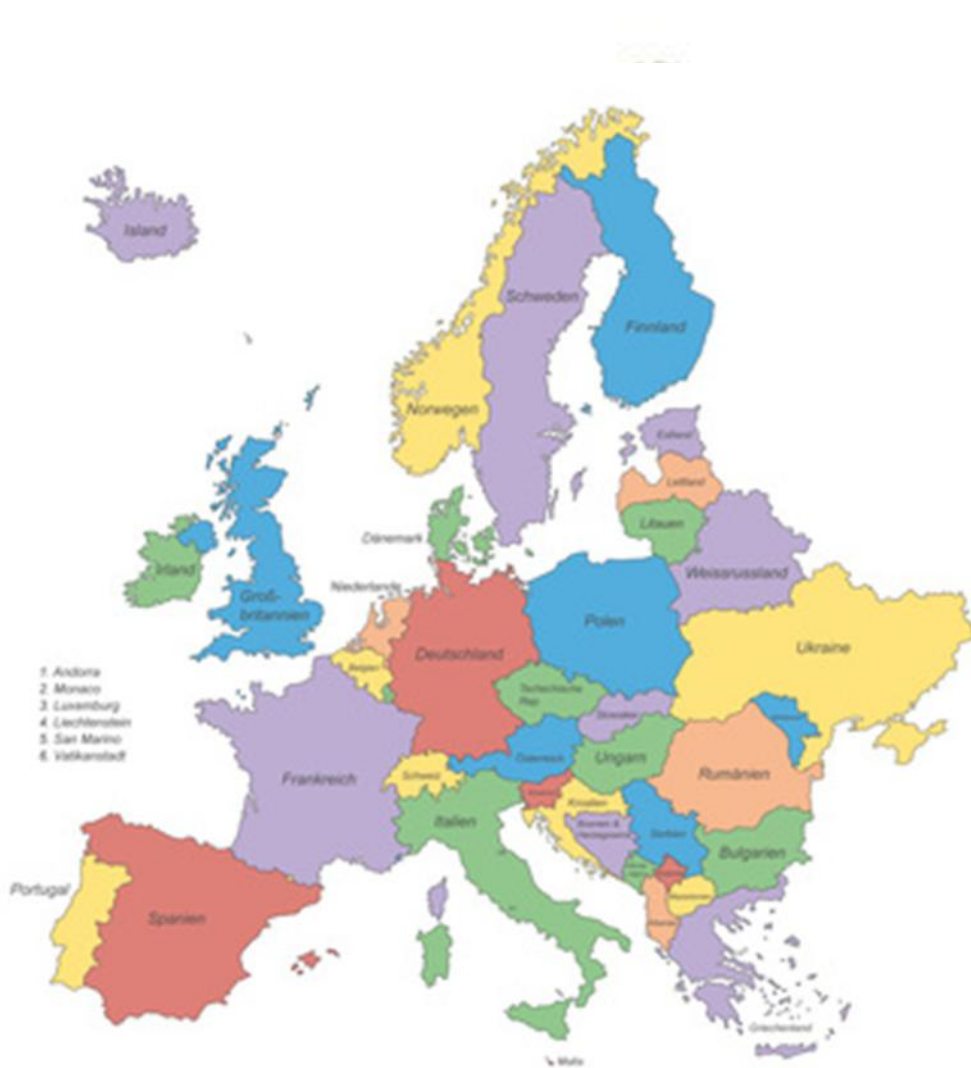 Island
Schweden
Finnland
Norwegen
Estland
Lettland
Litauen
Dänemark
Weissrussland
Irland
Niederlande
Groß-
britannien
Polen
Ukraine
Deutschland
Belgien
1. Andorra
2. Monaco
3. Luxemburg
4. Liechtenstein
5. San Marino
6. Vatikanstadt
Tschechische
Rep
Slowakei
Österreich
Ungarn
Schweiz
Frankreich
Rumänien
Kroatien
Italien
Bosnien &
Herzegowina
Serbien
Bulgarien
Portugal
Spanien
Griechenland
Malta